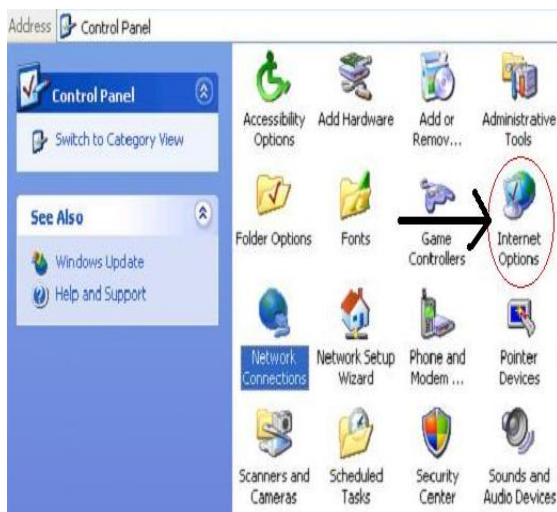 Address Control Panel
Control Panel
Switch to Category View
See Also
Windows Update
Help and Support
Accessibility
Options
Add Hardware
Add or
Remov...
Administrative
Tools
Folder Options
Fonts
Game
Controllers
Internet
Options
Network
Connections
Network Setup
Wizard
Phone and
Modem ...
Pointer
Devices
Scanners and
Cameras
Scheduled
Tasks
Security
Center
Sounds and
Audio Devices